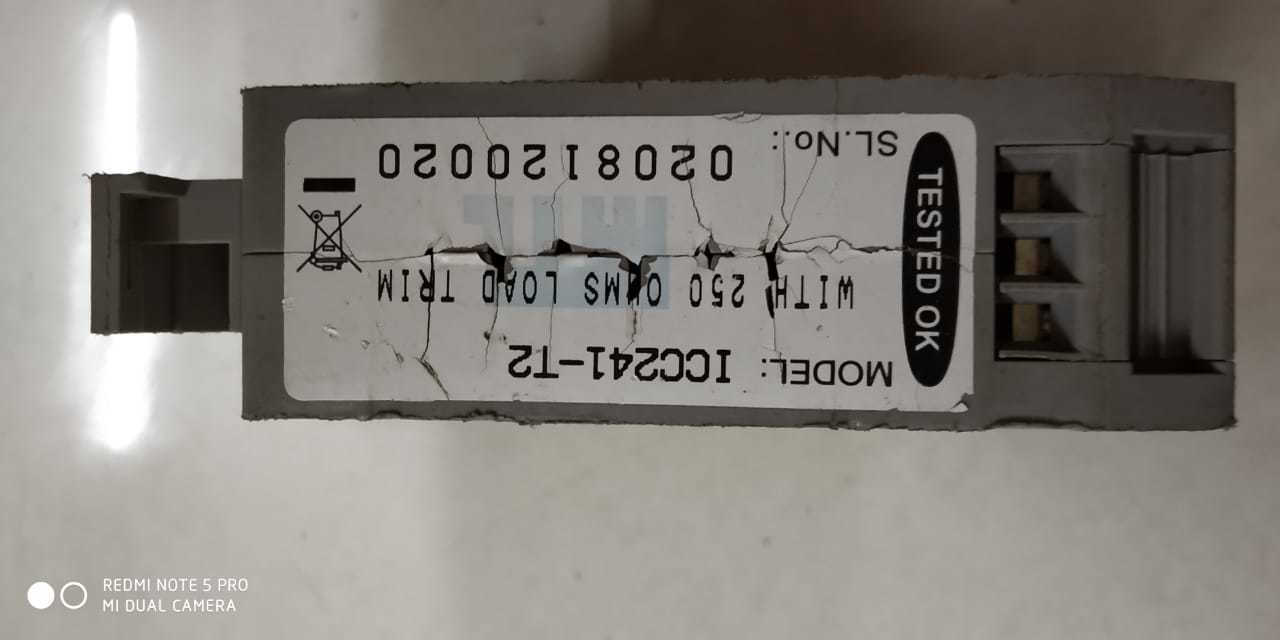 MODEL: ICC241-T2
WITH 250 OHMS LOAD TRIM
SL.No.: 0208120020
TESTED OK
REDMI NOTE 5 PRO
MI DUAL CAMERA